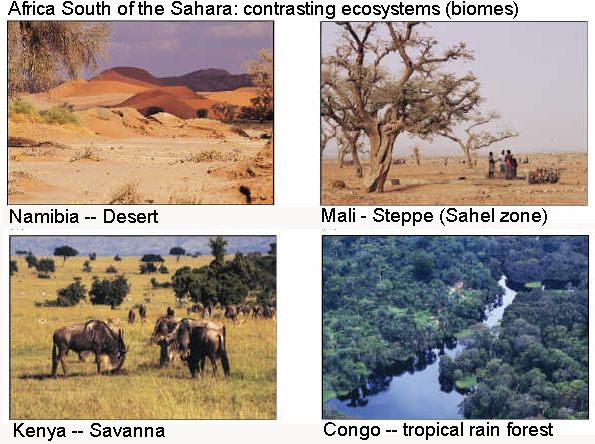 Africa South of the Sahara: contrasting ecosystems (biomes)
Namibia -- Desert
Mali - Steppe (Sahel zone)
Kenya -- Savanna
Congo -- tropical rain forest